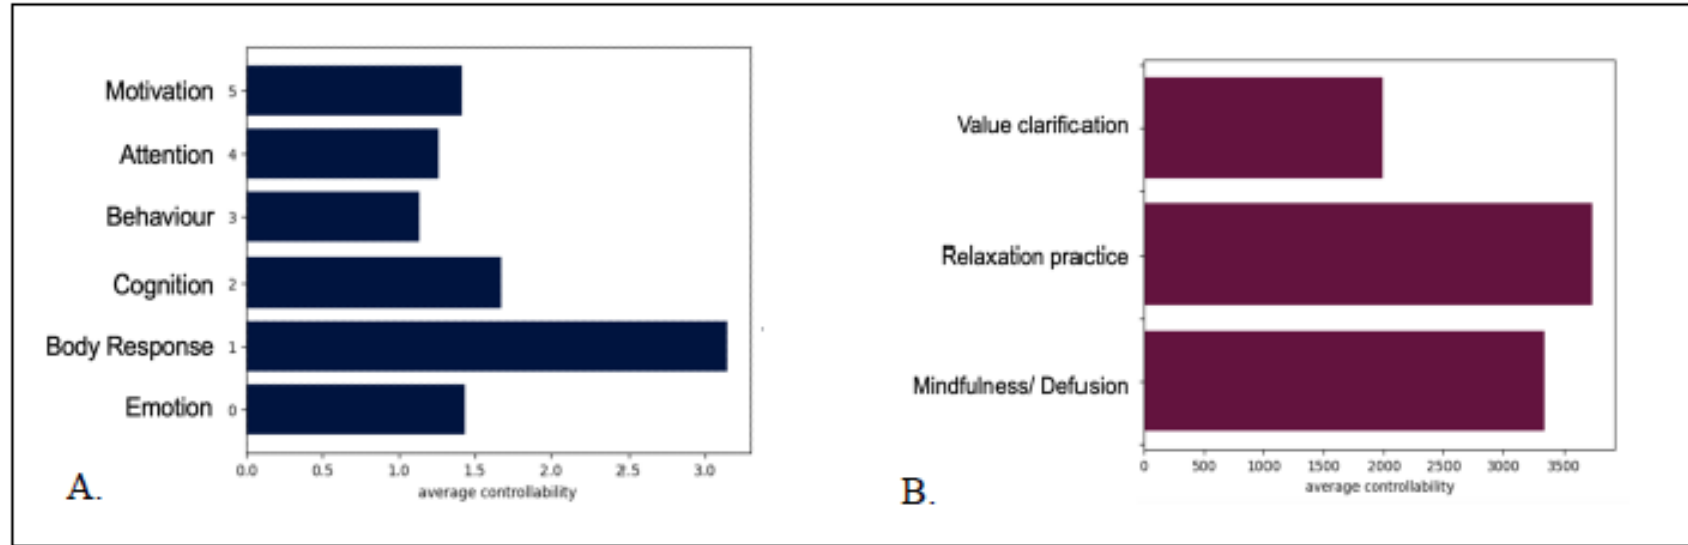 Motivation 5
Attention 4
Behaviour 3
Cognition 2
Body Response 1
Emotion 0
0.0 0.5 1.0 1.5 2.0 2.5 3.0
average controllability
A.
Value clarification
Relaxation practice
Mindfulness/ Defusion
0 500 1000 1500 2000 2500 3000 3500
average controllability
B.